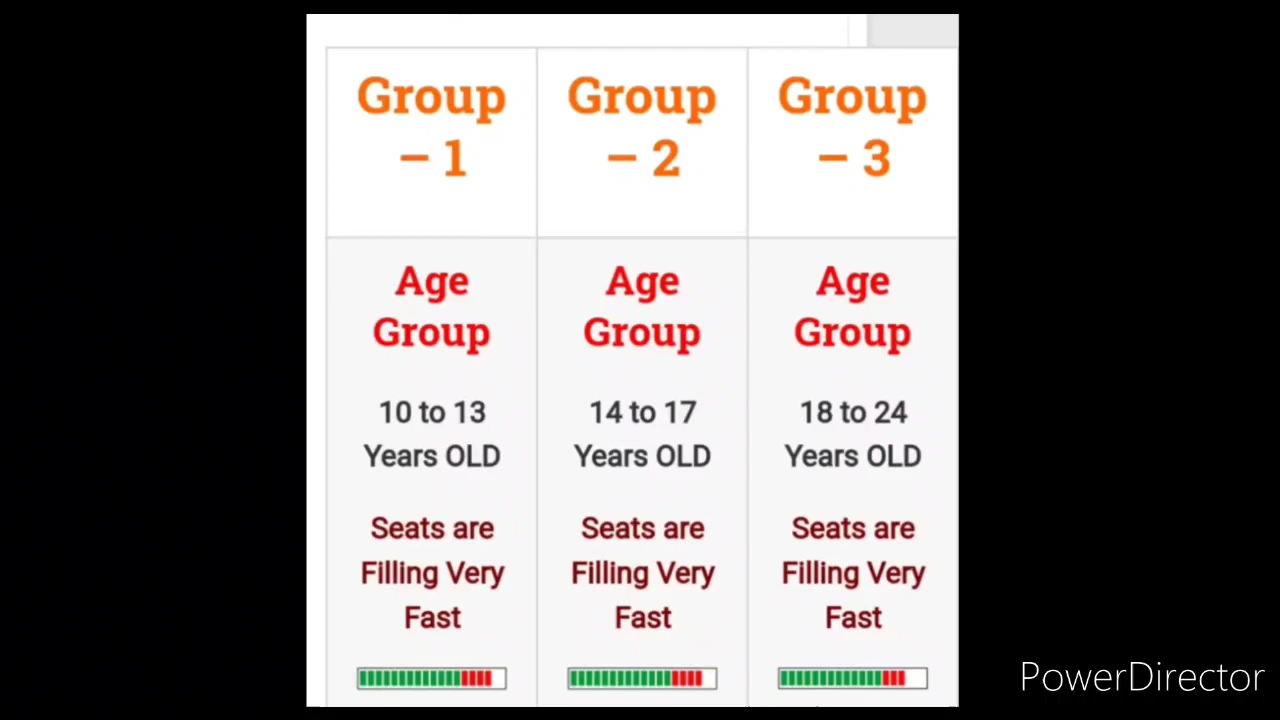 Group
– 1
Group
– 2
Group
– 3
Age
Group
10 to 13
Years OLD
Seats are
Filling Very
Fast
Age
Group
14 to 17
Years OLD
Seats are
Filling Very
Fast
Age
Group
18 to 24
Years OLD
Seats are
Filling Very
Fast
PowerDirector